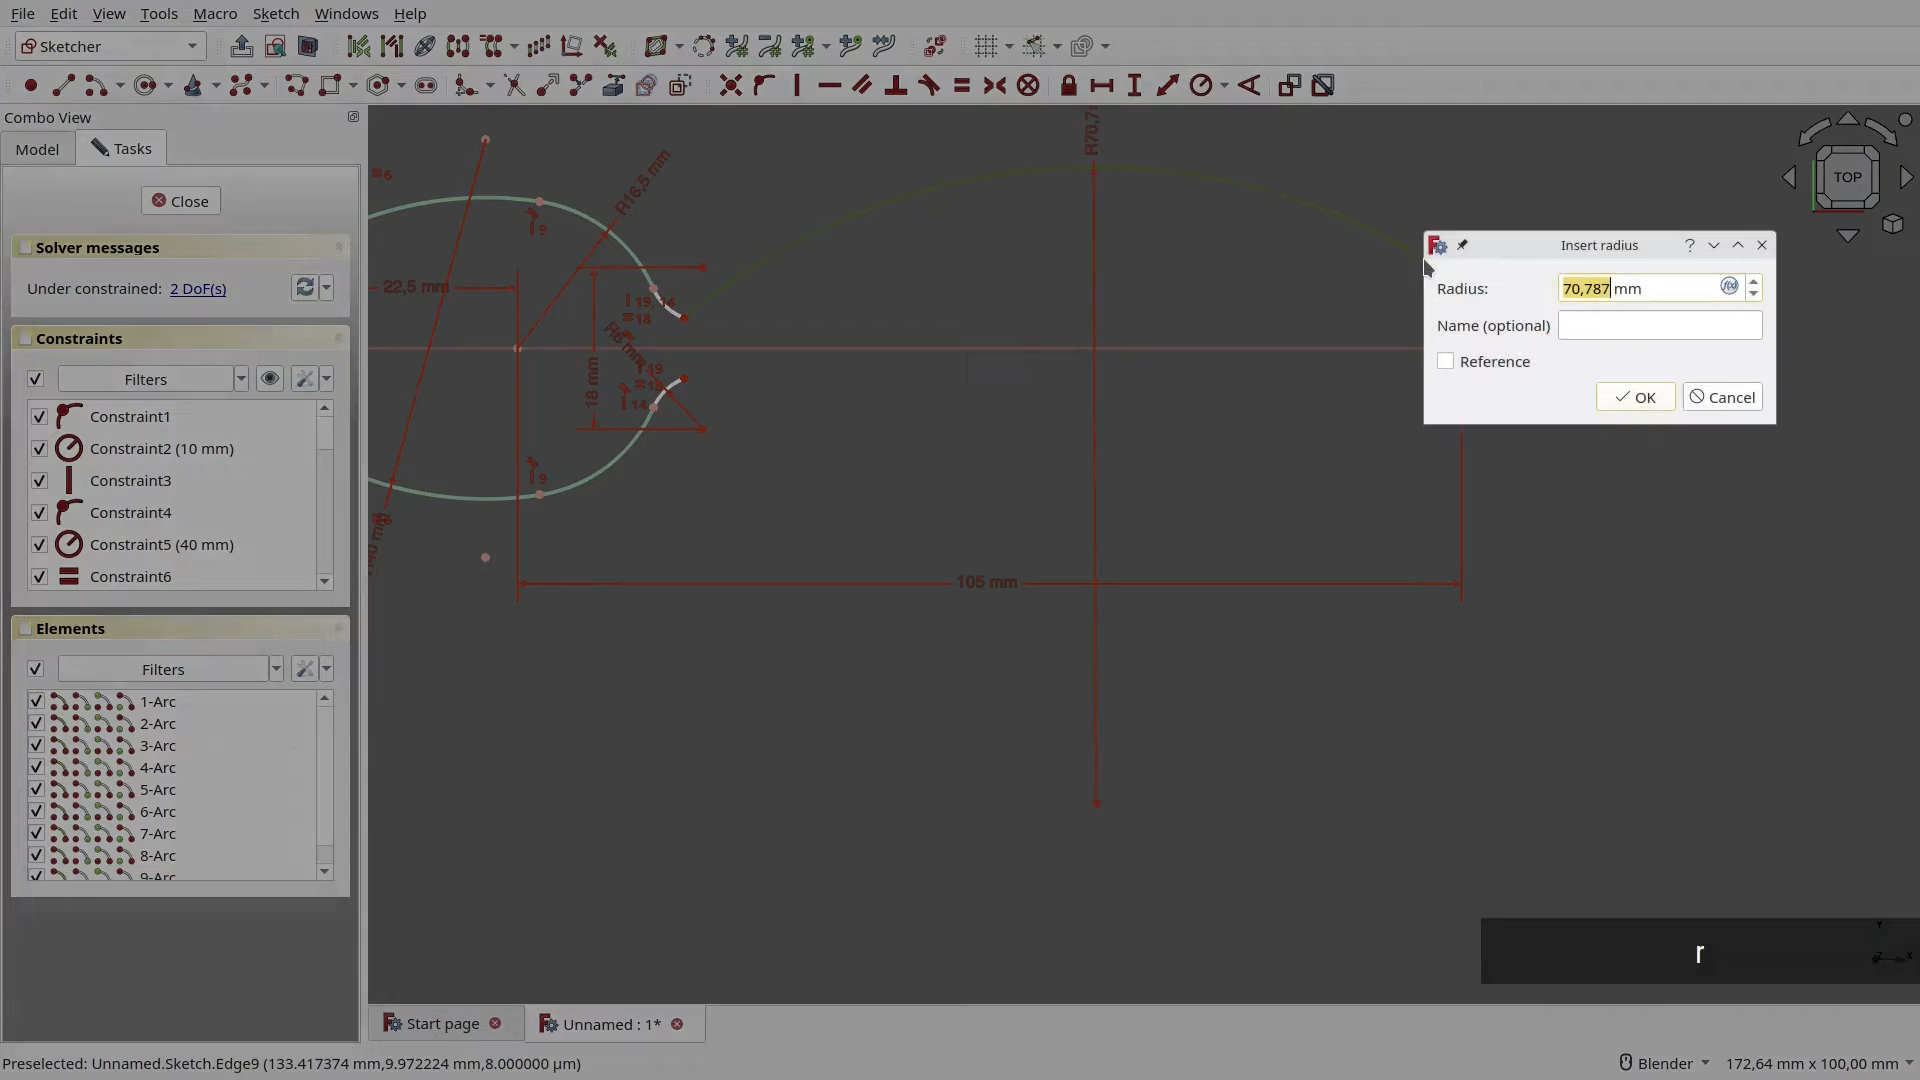 File Edit View Tools Macro Sketch Windows Help
Sketcher
Combo View
Model
Tasks
Close
Solver messages
Under constrained: 2 DoF(s)
Constraints
Filters
Constraint1
Constraint2 (10 mm)
Constraint3
Constraint4
Constraint5 (40 mm)
Constraint6
Elements
Filters
1-Arc
2-Arc
3-Arc
4-Arc
5-Arc
6-Arc
7-Arc
8-Arc
9-Arc
R16,5 mm
22,5 mm
R6 mm
18 mm
105 mm
TOP
Insert radius
Radius: 70,787 mm
Name (optional)
Reference
OK
Cancel
r
Start page
Unnamed : 1*
Preselected: Unnamed.Sketch.Edge9 (133.417374 mm,9.972224 mm,8.000000 μm)
Blender
172,64 mm x 100,00 mm